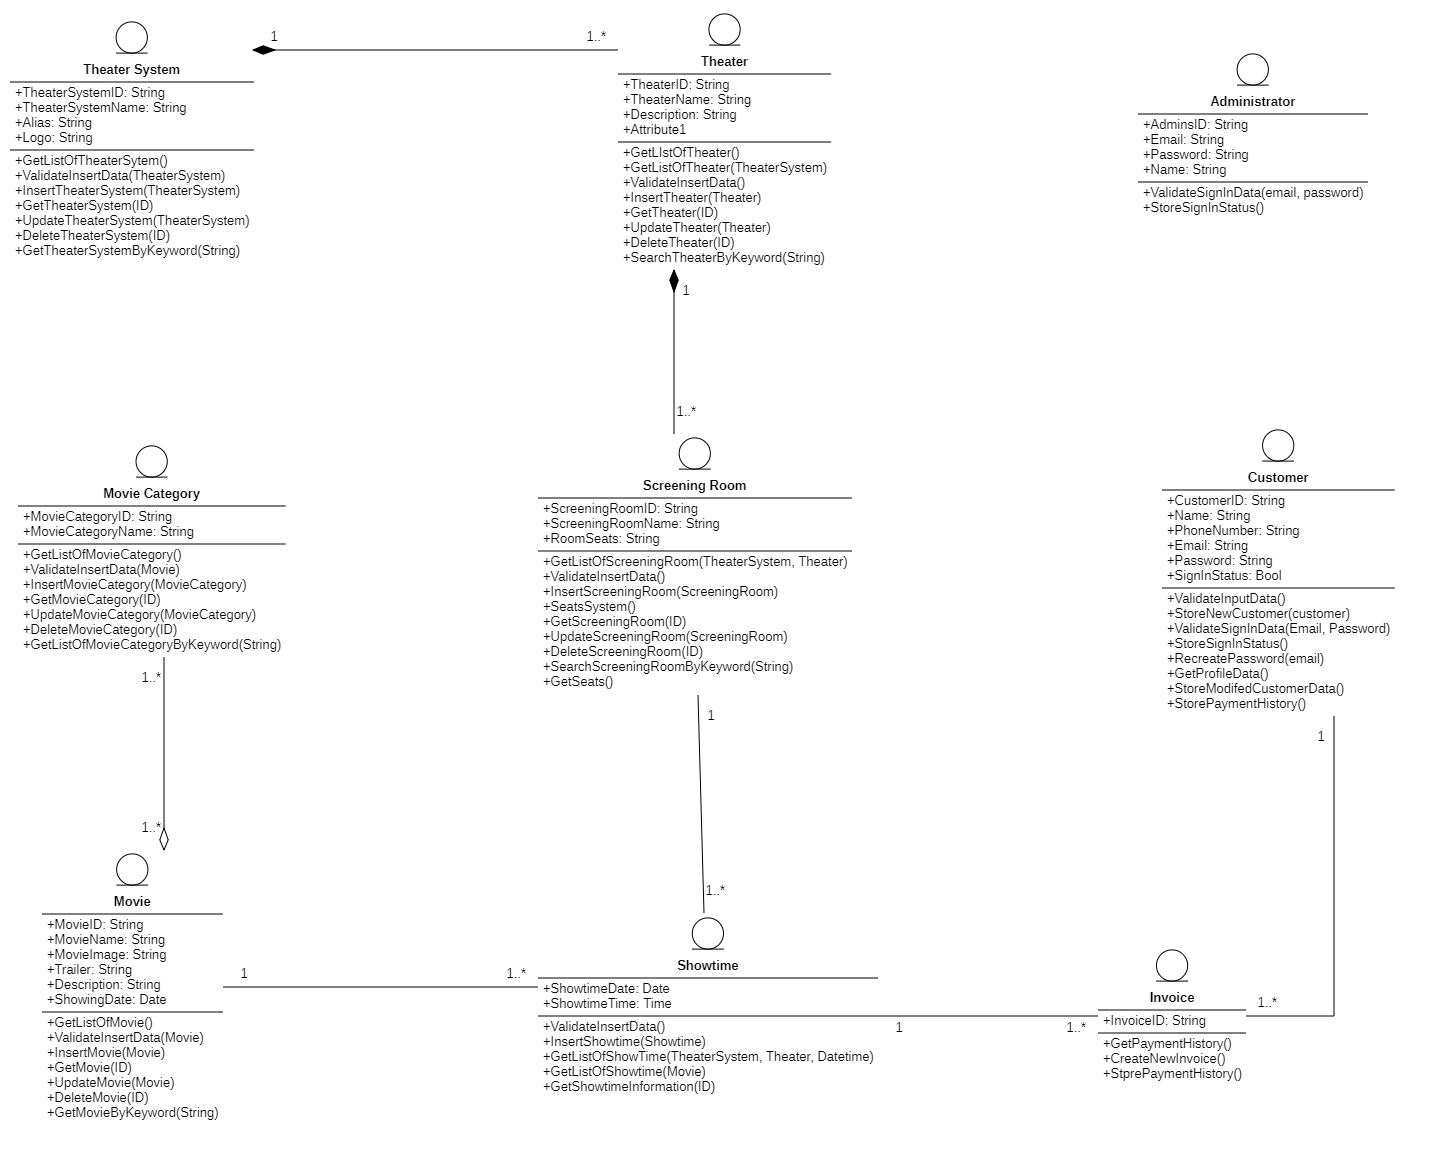 Theater System
+TheaterSystemID: String
+TheaterSystemName: String
+Alias: String
+Logo: String
+GetListOfTheaterSytem()
+ValidateInsertData(TheaterSystem)
+InsertTheaterSystem(TheaterSystem)
+GetTheaterSystem(ID)
+UpdateTheaterSystem(TheaterSystem)
+DeleteTheaterSystem(ID)
+GetTheaterSystemByKeyword(String)
1
1..*
Theater
+TheaterID: String
+TheaterName: String
+Description: String
+Attribute1
+GetLIstOfTheater()
+GetListOfTheater(TheaterSystem)
+ValidateInsertData()
+InsertTheater(Theater)
+GetTheater(ID)
+UpdateTheater(Theater)
+DeleteTheater(ID)
+SearchTheaterByKeyword(String)
1
1..*
Administrator
+AdminsID: String
+Email: String
+Password: String
+Name: String
+ValidateSignInData(email, password)
+StoreSignInStatus()
Movie Category
+MovieCategoryID: String
+MovieCategoryName: String
+GetListOfMovieCategory()
+ValidateInsertData(Movie)
+InsertMovieCategory(MovieCategory)
+GetMovieCategory(ID)
+UpdateMovieCategory(MovieCategory)
+DeleteMovieCategory(ID)
+GetListOfMovieCategoryByKeyword(String)
1..*
1..*
Screening Room
+ScreeningRoomID: String
+ScreeningRoomName: String
+RoomSeats: String
+GetListOfScreeningRoom(TheaterSystem, Theater)
+ValidateInsertData()
+InsertScreeningRoom(ScreeningRoom)
+SeatsSystem()
+GetScreeningRoom(ID)
+UpdateScreeningRoom(ScreeningRoom)
+DeleteScreeningRoom(ID)
+SearchScreeningRoomByKeyword(String)
+GetSeats()
1
1..*
Customer
+CustomerID: String
+Name: String
+PhoneNumber: String
+Email: String
+Password: String
+SignInStatus: Bool
+ValidateInputData()
+StoreNewCustomer(customer)
+ValidateSignInData(Email, Password)
+StoreSignInStatus()
+RecreatePassword(email)
+GetProfileData()
+StoreModifedCustomerData()
+StorePaymentHistory()
1
1..*
Movie
+MovieID: String
+MovieName: String
+MovieImage: String
+Trailer: String
+Description: String
+ShowingDate: Date
+GetListOfMovie()
+ValidateInsertData(Movie)
+InsertMovie(Movie)
+GetMovie(ID)
+UpdateMovie(Movie)
+DeleteMovie(ID)
+GetMovieByKeyword(String)
1
1..*
Showtime
+ShowtimeDate: Date
+ShowtimeTime: Time
+ValidateInsertData()
+InsertShowtime(Showtime)
+GetListOfShowTime(TheaterSystem, Theater, Datetime)
+GetListOfShowtime(Movie)
+GetShowtimeInformation(ID)
1
1..*
Invoice
+InvoiceID: String
+GetPaymentHistory()
+CreateNewInvoice()
+StprePaymentHistory()